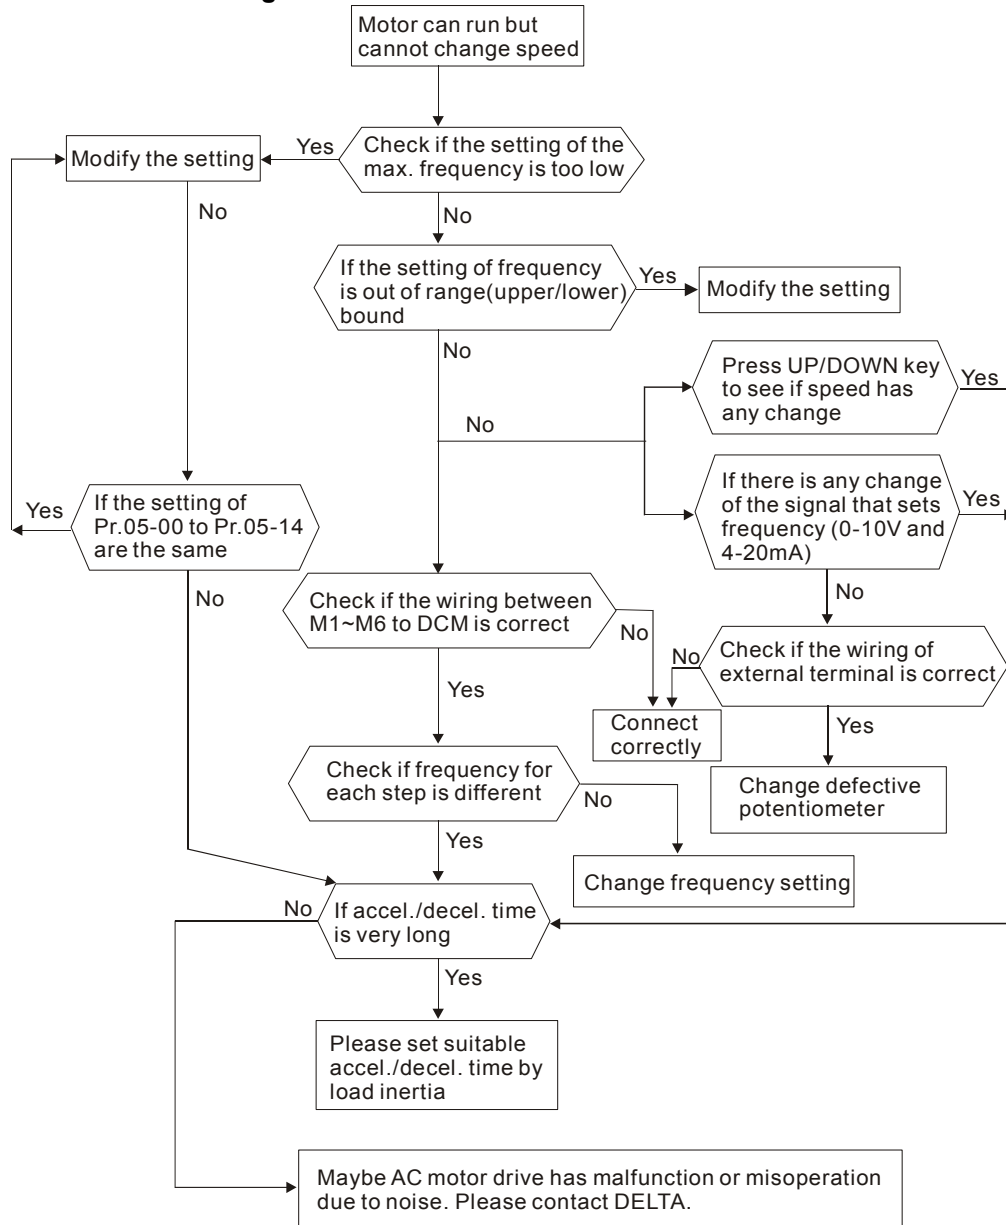 Motor can run but
cannot change speed
Yes
Check if the setting of the
max. frequency is too low
Modify the setting
No
No
If the setting of frequency
is out of range(upper/lower)
bound
Yes
Modify the setting
No
Press UP/DOWN key
to see if speed has
any change
Yes
No
If there is any change
of the signal that sets
frequency (0-10V and
4-20mA)
Yes
Yes
If the setting of
Pr.05-00 to Pr.05-14
are the same
No
No
Check if the wiring between
M1~M6 to DCM is correct
No
Check if the wiring of
external terminal is correct
No
Yes
Connect
correctly
Yes
Change defective
potentiometer
Check if frequency for
each step is different
No
Yes
Change frequency setting
No
If accel./decel. time
is very long
Yes
Please set suitable
accel./decel. time by
load inertia
Maybe AC motor drive has malfunction or misoperation
due to noise. Please contact DELTA.